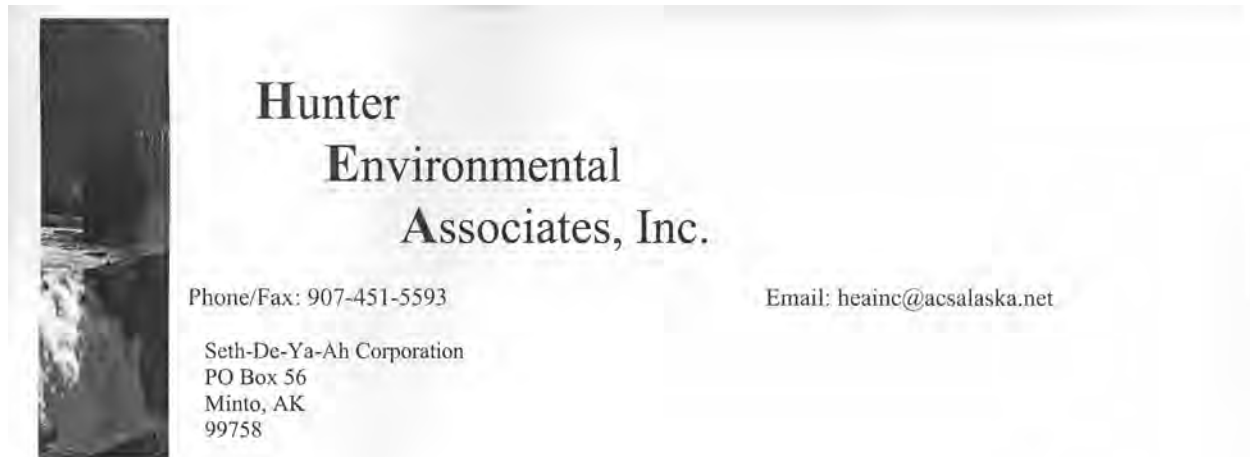 Hunter
Environmental
Associates, Inc.
Phone/Fax: 907-451-5593 Email: heainc@acsalaska.net
Seth-De-Ya-Ah Corporation
PO Box 56
Minto, AK
99758